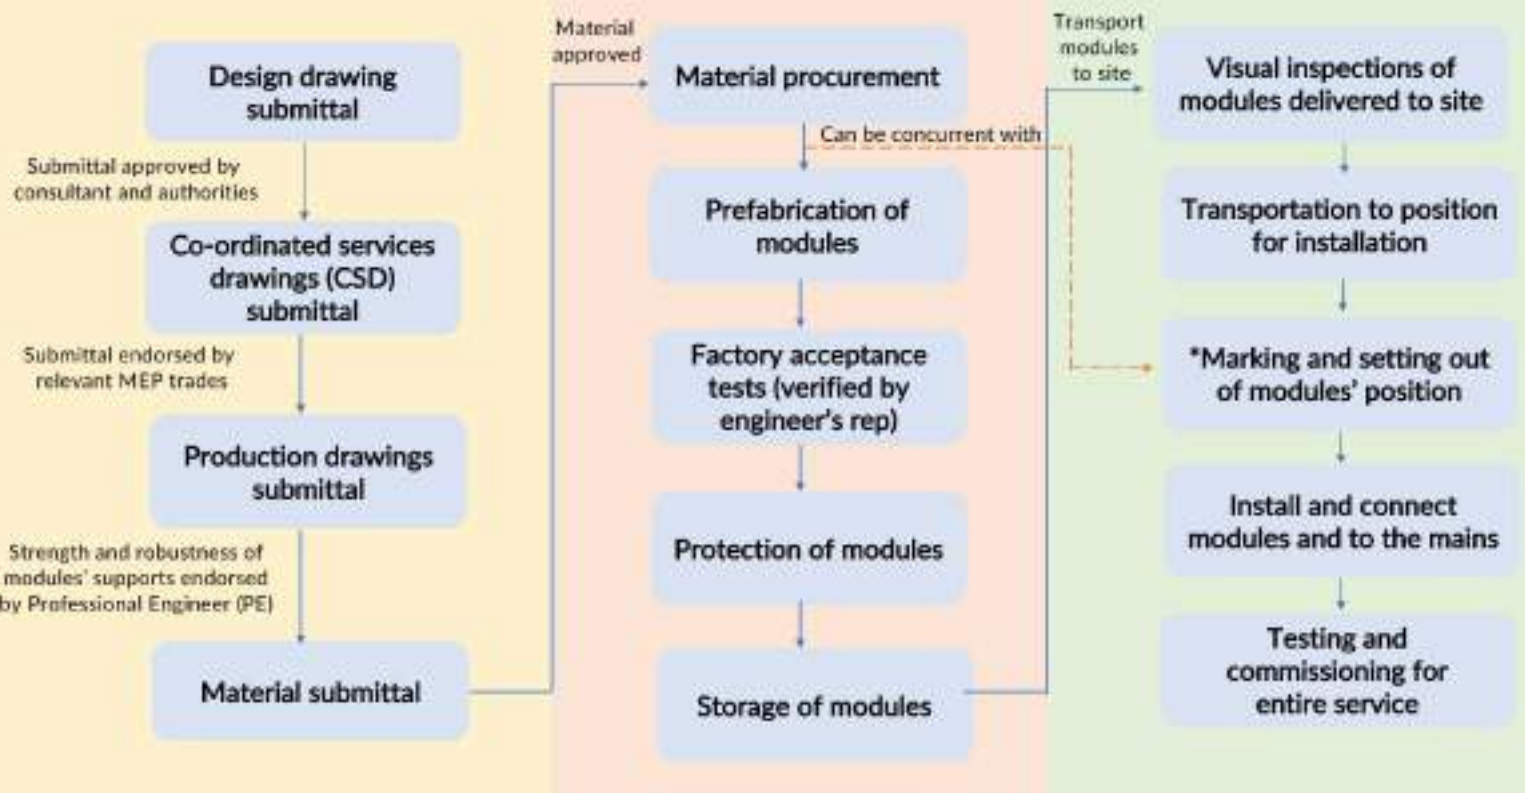 Design drawing
submittal
Submittal approved by
consultant and authorities
Co-ordinated services
drawings (CSD)
submittal
Submittal endorsed by
relevant MEP trades
Production drawings
submittal
Strength and robustness of
modules' supports endorsed
by Professional Engineer (PE)
Material submittal
Material
approved
Material procurement
Can be concurrent with
Prefabrication of
modules
Factory acceptance
tests (verified by
engineer's rep)
Protection of modules
Storage of modules
Transport
modules
to site
Visual inspections of
modules delivered to site
Transportation to position
for installation
*Marking and setting out
of modules' position
Install and connect
modules and to the mains
Testing and
commissioning for
entire service